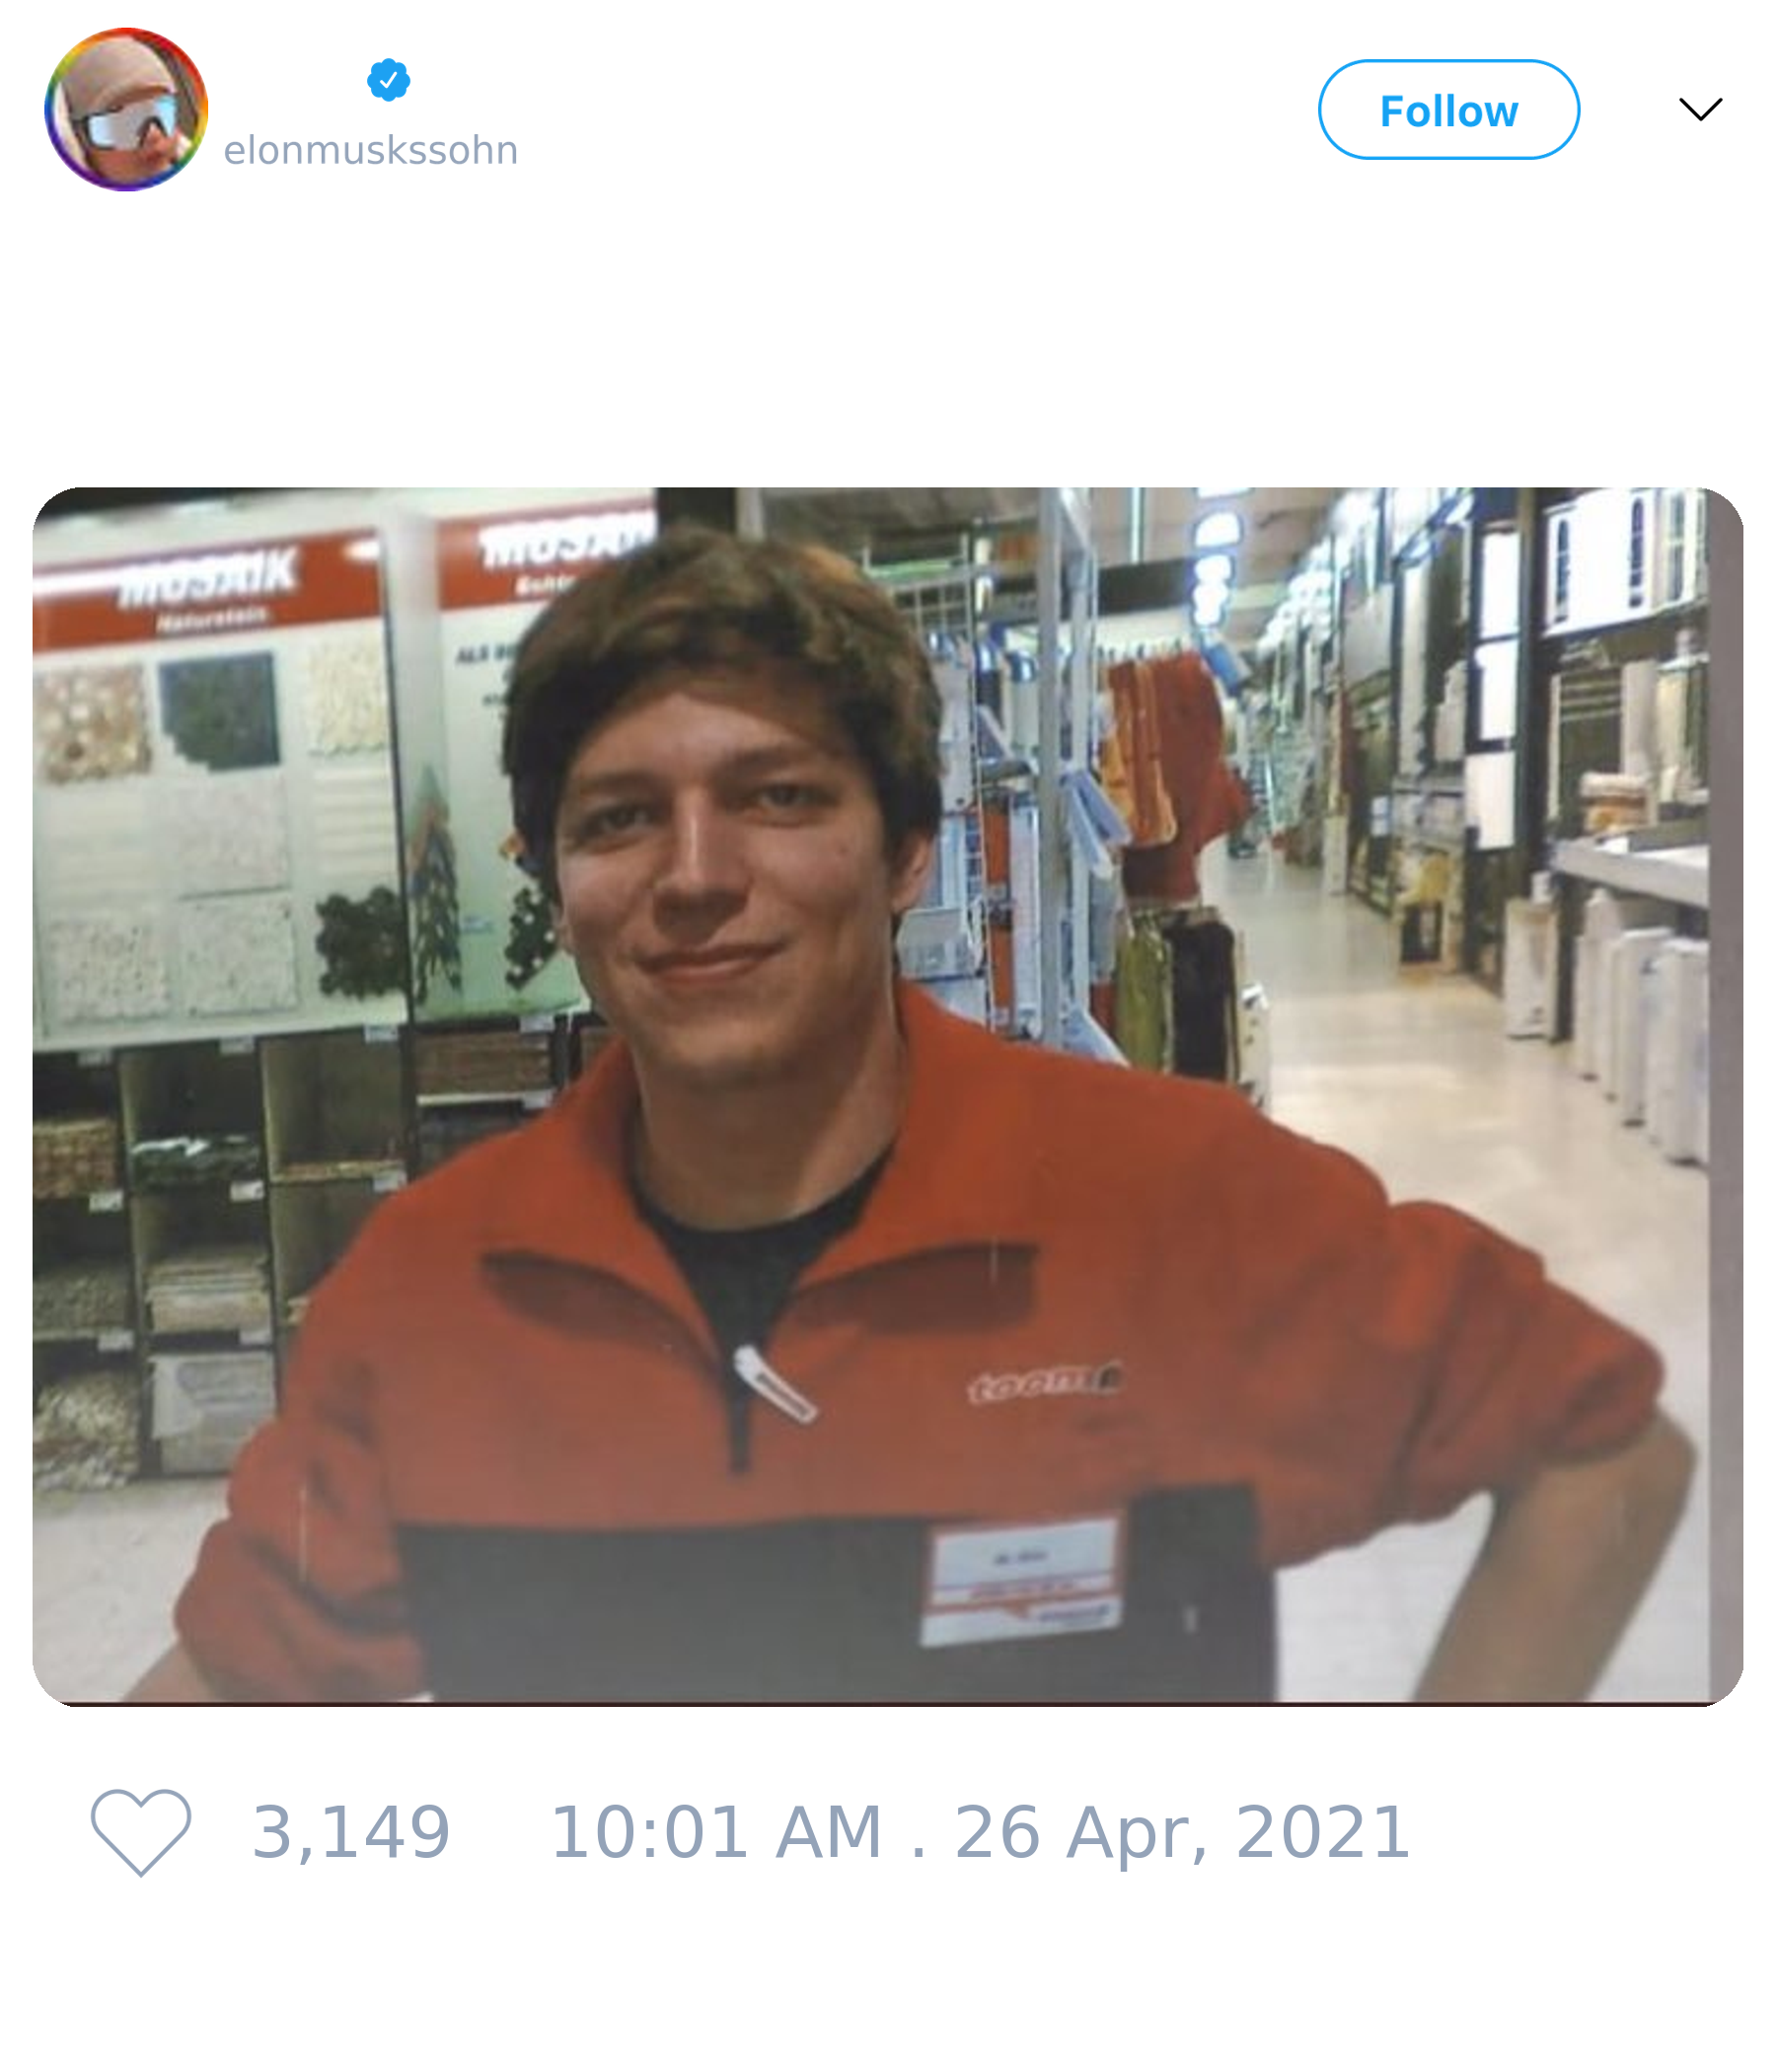 elonmuskssohn
Follow
MOSAIK
Naturstein
MOSAIK
toom
3,149 10:01 AM . 26 Apr, 2021